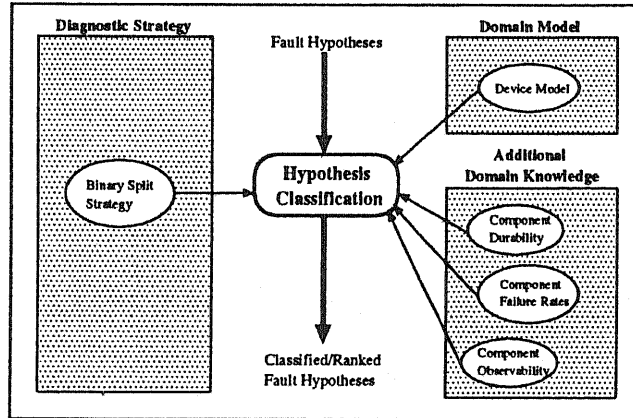 Diagnostic Strategy
Domain Model
Fault Hypotheses
Device Model
Hypothesis
Classification
Additional
Domain Knowledge
Binary Split
Strategy
Component
Durability
Component
Failure Rates
Component
Observability
Classified/Ranked
Fault Hypotheses